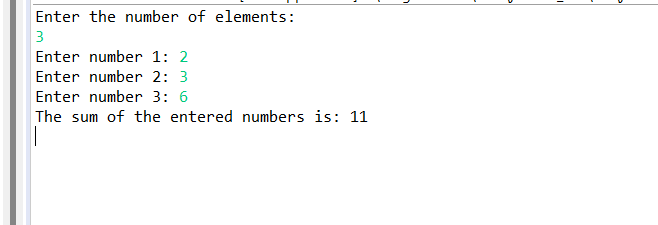 Enter the number of elements:
3
Enter number 1: 2
Enter number 2: 3
Enter number 3: 6
The sum of the entered numbers is: 11